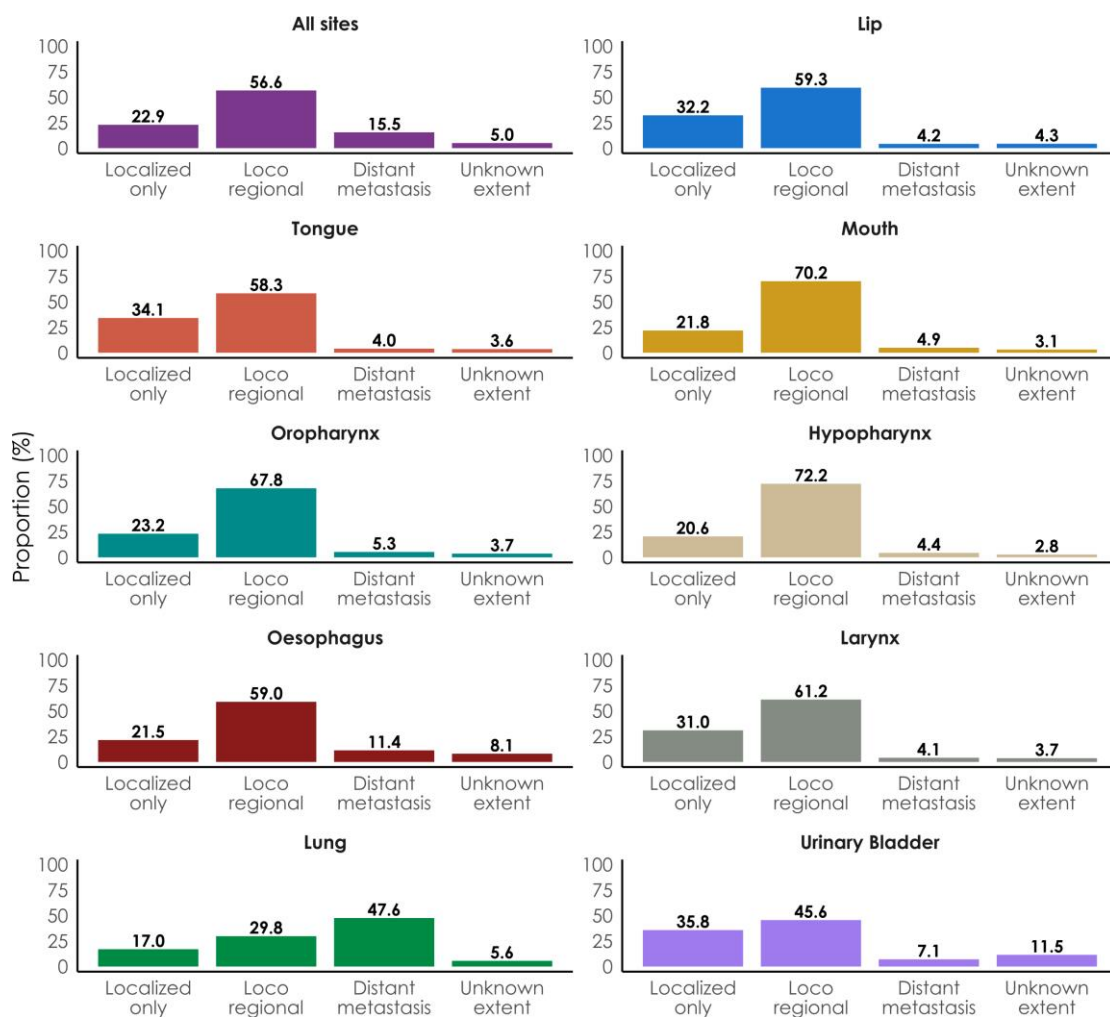 All sites
100
75
50
25
0
22.9
56.6
15.5
5.0
Localized only
Loco regional
Distant metastasis
Unknown extent
Lip
32.2
59.3
4.2
4.3
Localized only
Loco regional
Distant metastasis
Unknown extent
Tongue
100
75
50
25
0
34.1
58.3
4.0
3.6
Localized only
Loco regional
Distant metastasis
Unknown extent
Mouth
100
75
50
25
0
21.8
70.2
4.9
3.1
Localized only
Loco regional
Distant metastasis
Unknown extent
Proportion (%)
Oropharynx
100
75
50
25
0
23.2
67.8
5.3
3.7
Localized only
Loco regional
Distant metastasis
Unknown extent
Hypopharynx
100
75
50
25
0
20.6
72.2
4.4
2.8
Localized only
Loco regional
Distant metastasis
Unknown extent
Oesophagus
100
75
50
25
0
21.5
59.0
11.4
8.1
Localized only
Loco regional
Distant metastasis
Unknown extent
Larynx
100
75
50
25
0
31.0
61.2
4.1
3.7
Localized only
Loco regional
Distant metastasis
Unknown extent
Lung
100
75
50
25
0
17.0
29.8
47.6
5.6
Localized only
Loco regional
Distant metastasis
Unknown extent
Urinary Bladder
100
75
50
25
0
35.8
45.6
7.1
11.5
Localized only
Loco regional
Distant metastasis
Unknown extent